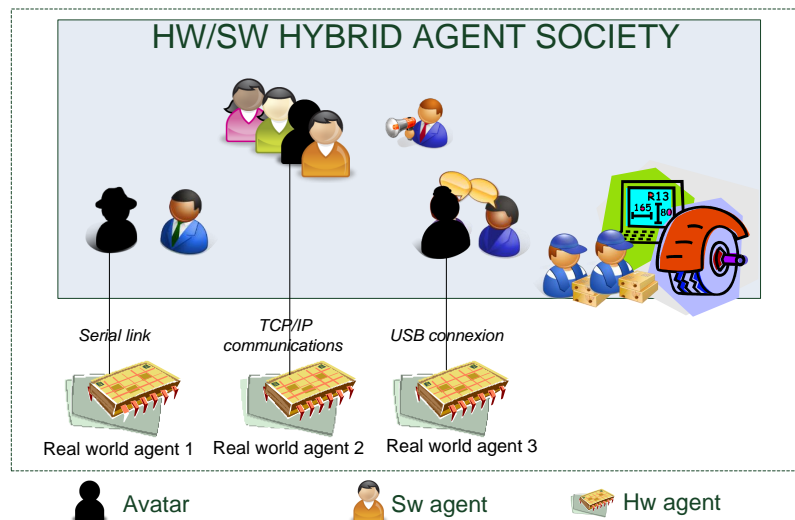 HW/SW HYBRID AGENT SOCIETY
R13
165
80
Serial link
TCP/IP
communications
USB connexion
Real world agent 1
Real world agent 2
Real world agent 3
Avatar
Sw agent
Hw agent